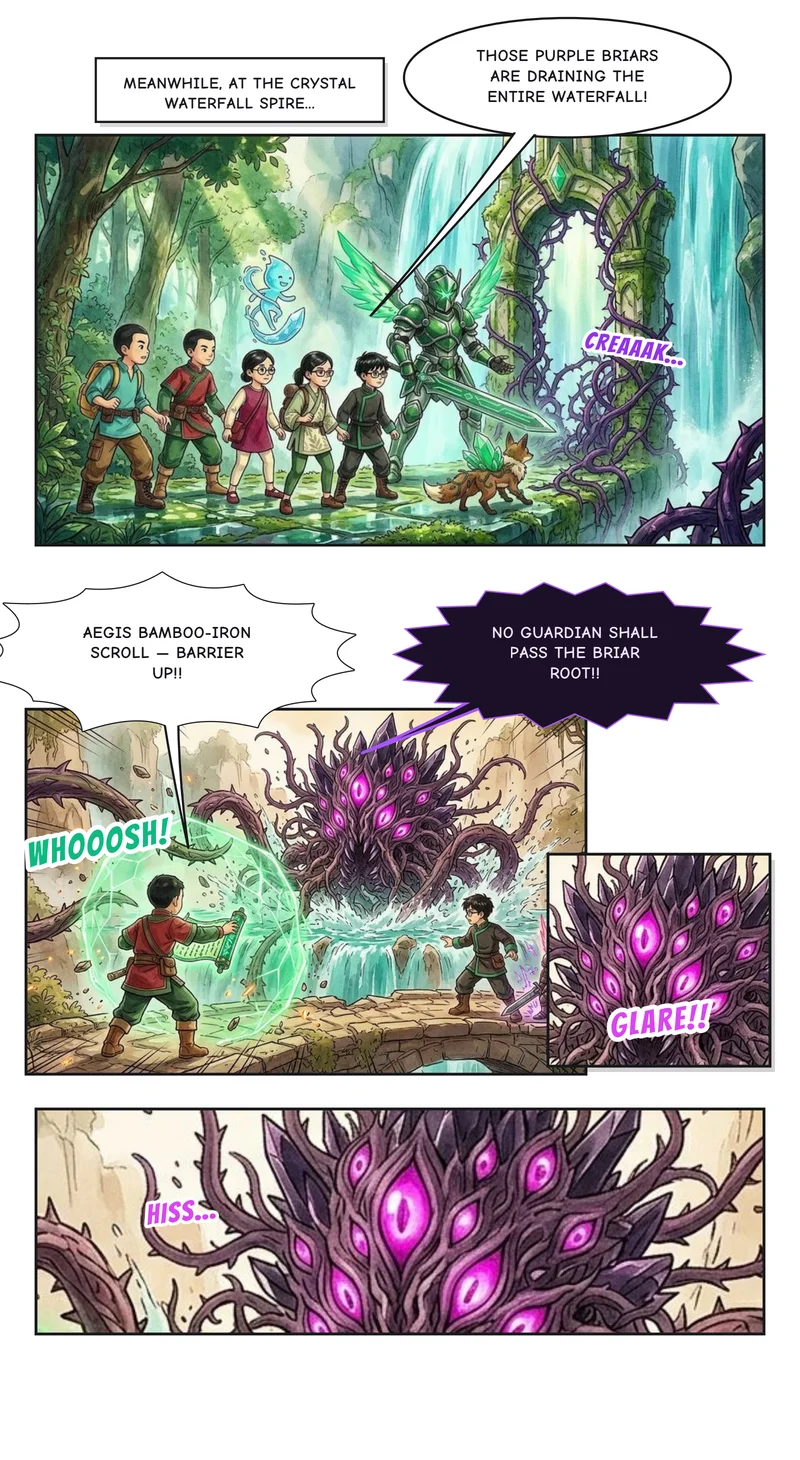 MEANWHILE, AT THE CRYSTAL
WATERFALL SPIRE...
THOSE PURPLE BRIARS
ARE DRAINING THE
ENTIRE WATERFALL!
CREAAAK...
AEGIS BAMBOO-IRON
SCROLL — BARRIER
UP!!
NO GUARDIAN SHALL
PASS THE BRIAR
ROOT!!
WHOOOSH!
GLARE!!
HISS...